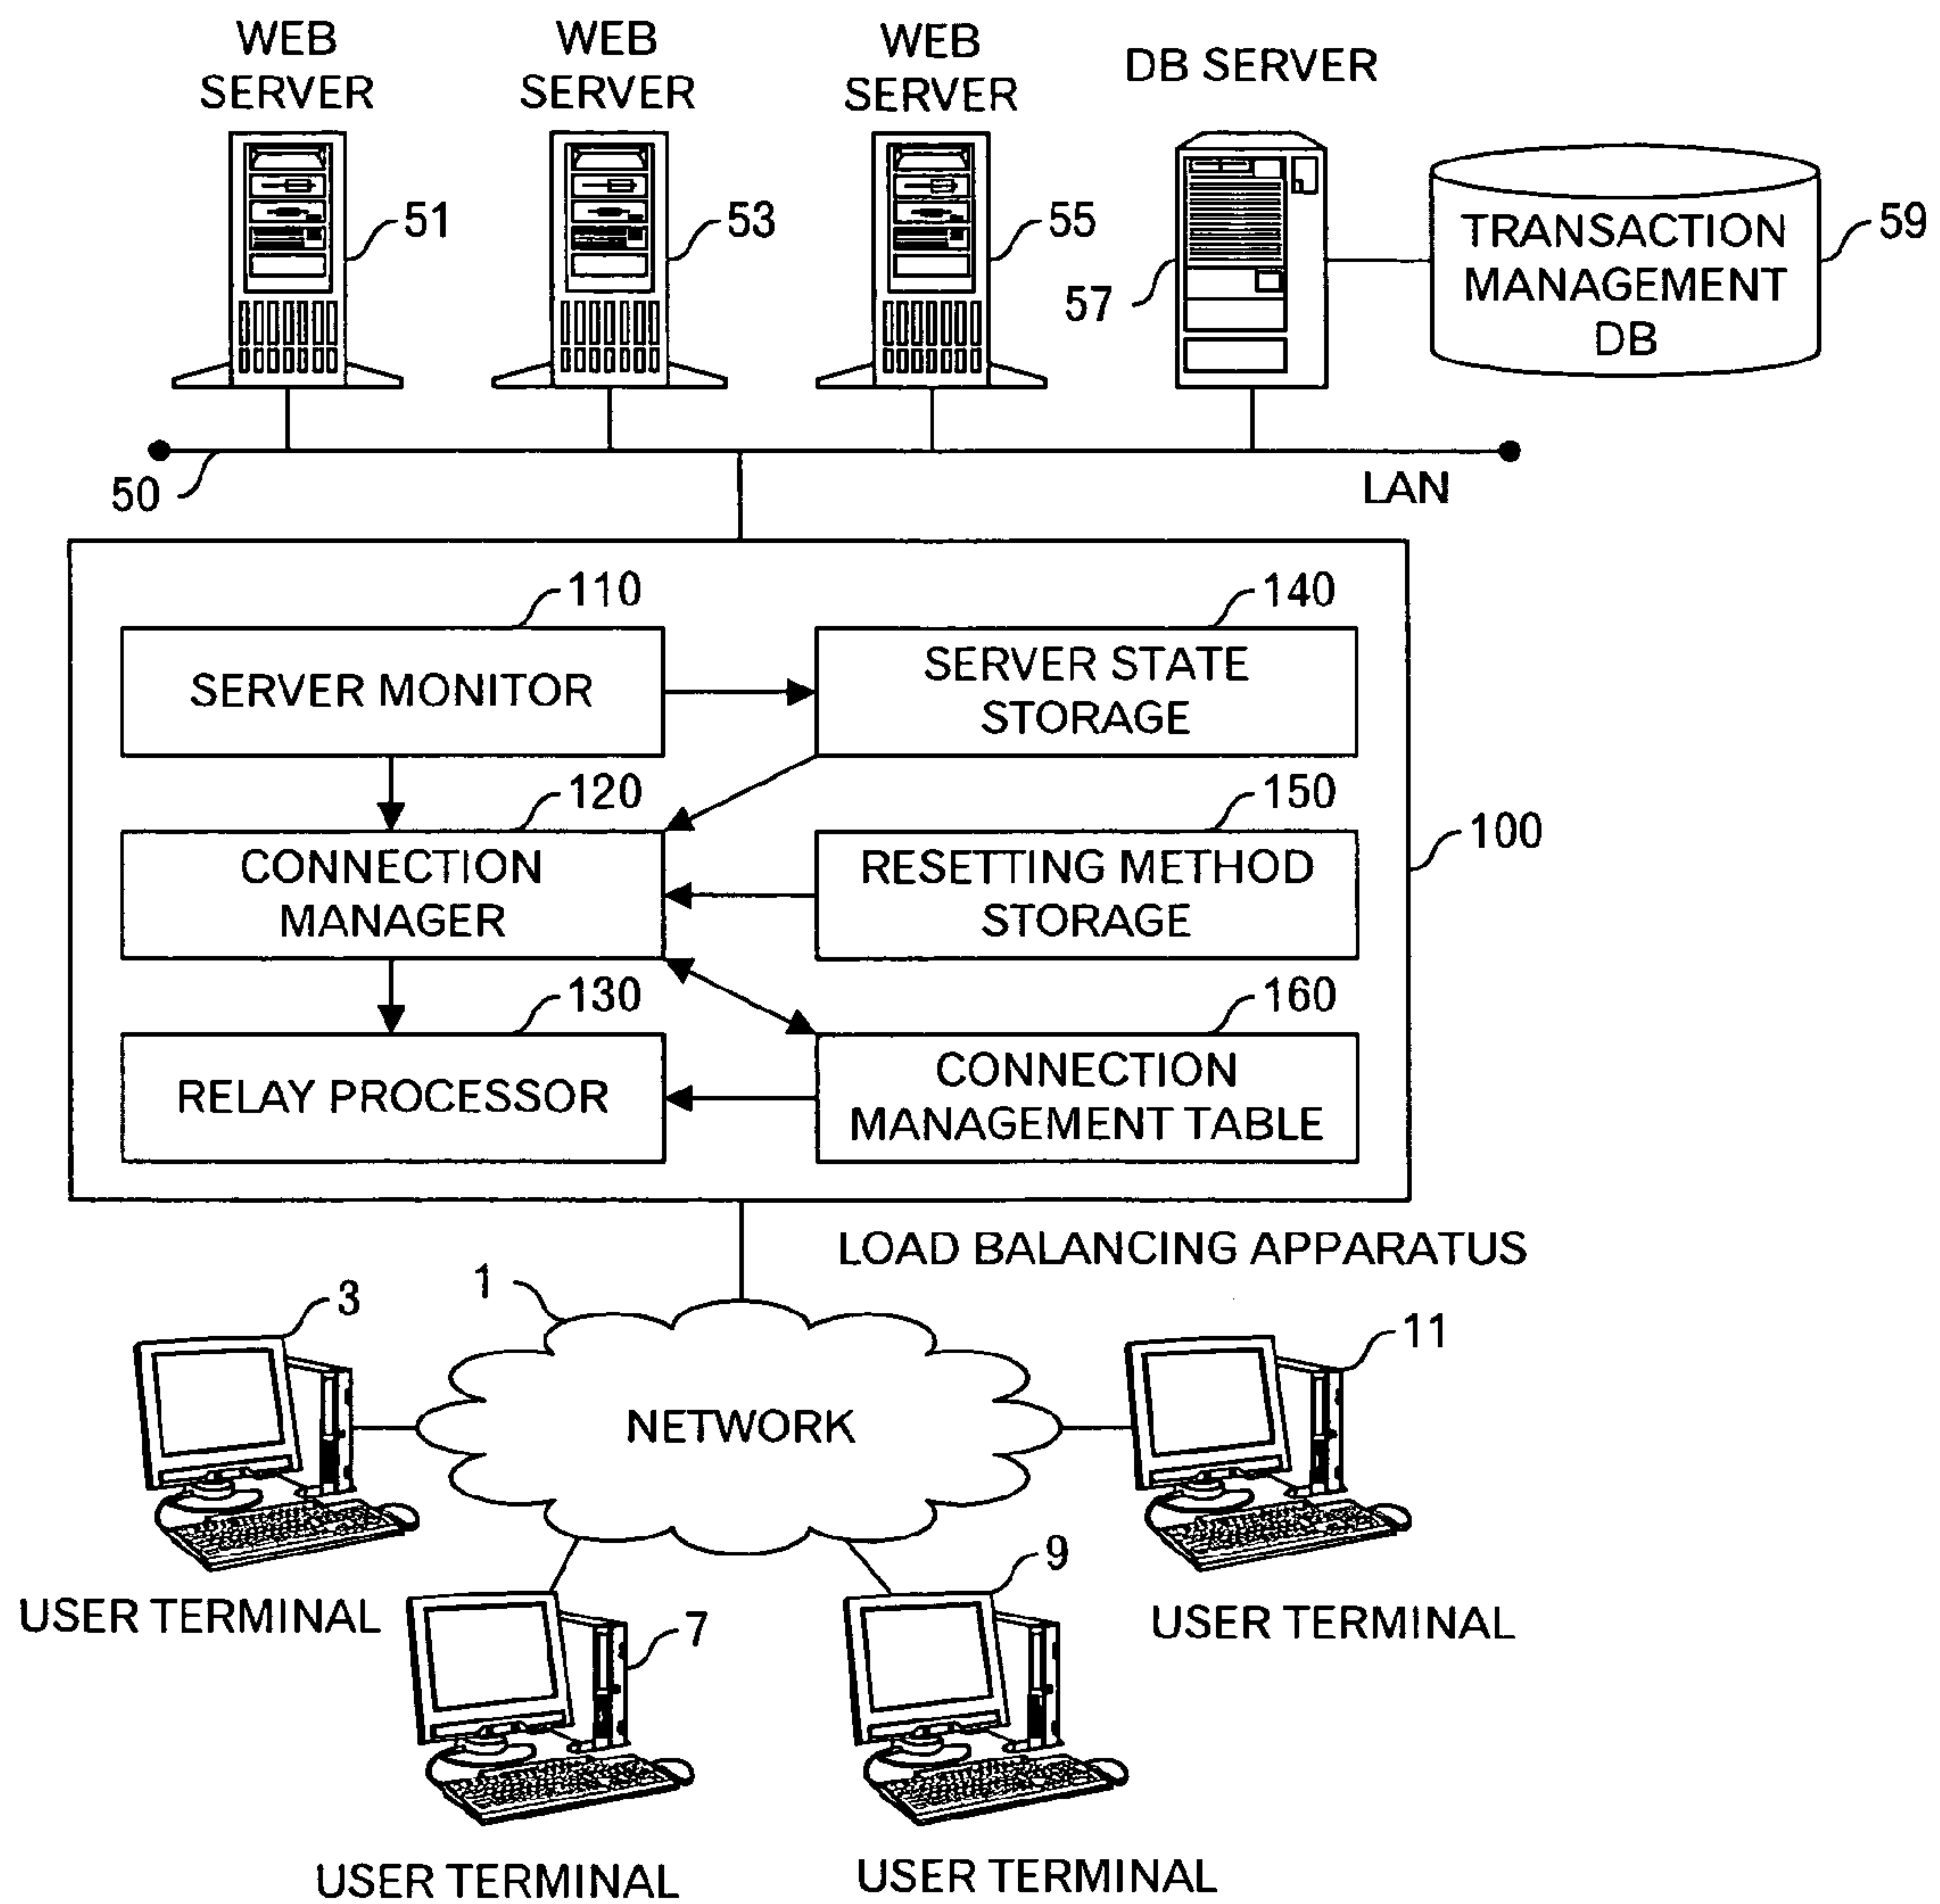 WEB
SERVER
WEB
SERVER
WEB
SERVER
DB SERVER
51
53
55
57
TRANSACTION
MANAGEMENT
DB
59
50
LAN
110
SERVER MONITOR
140
SERVER STATE
STORAGE
120
CONNECTION
MANAGER
150
RESETTING METHOD
STORAGE
100
130
RELAY PROCESSOR
160
CONNECTION
MANAGEMENT TABLE
LOAD BALANCING APPARATUS
1
NETWORK
3
USER TERMINAL
11
USER TERMINAL
7
USER TERMINAL
9
USER TERMINAL